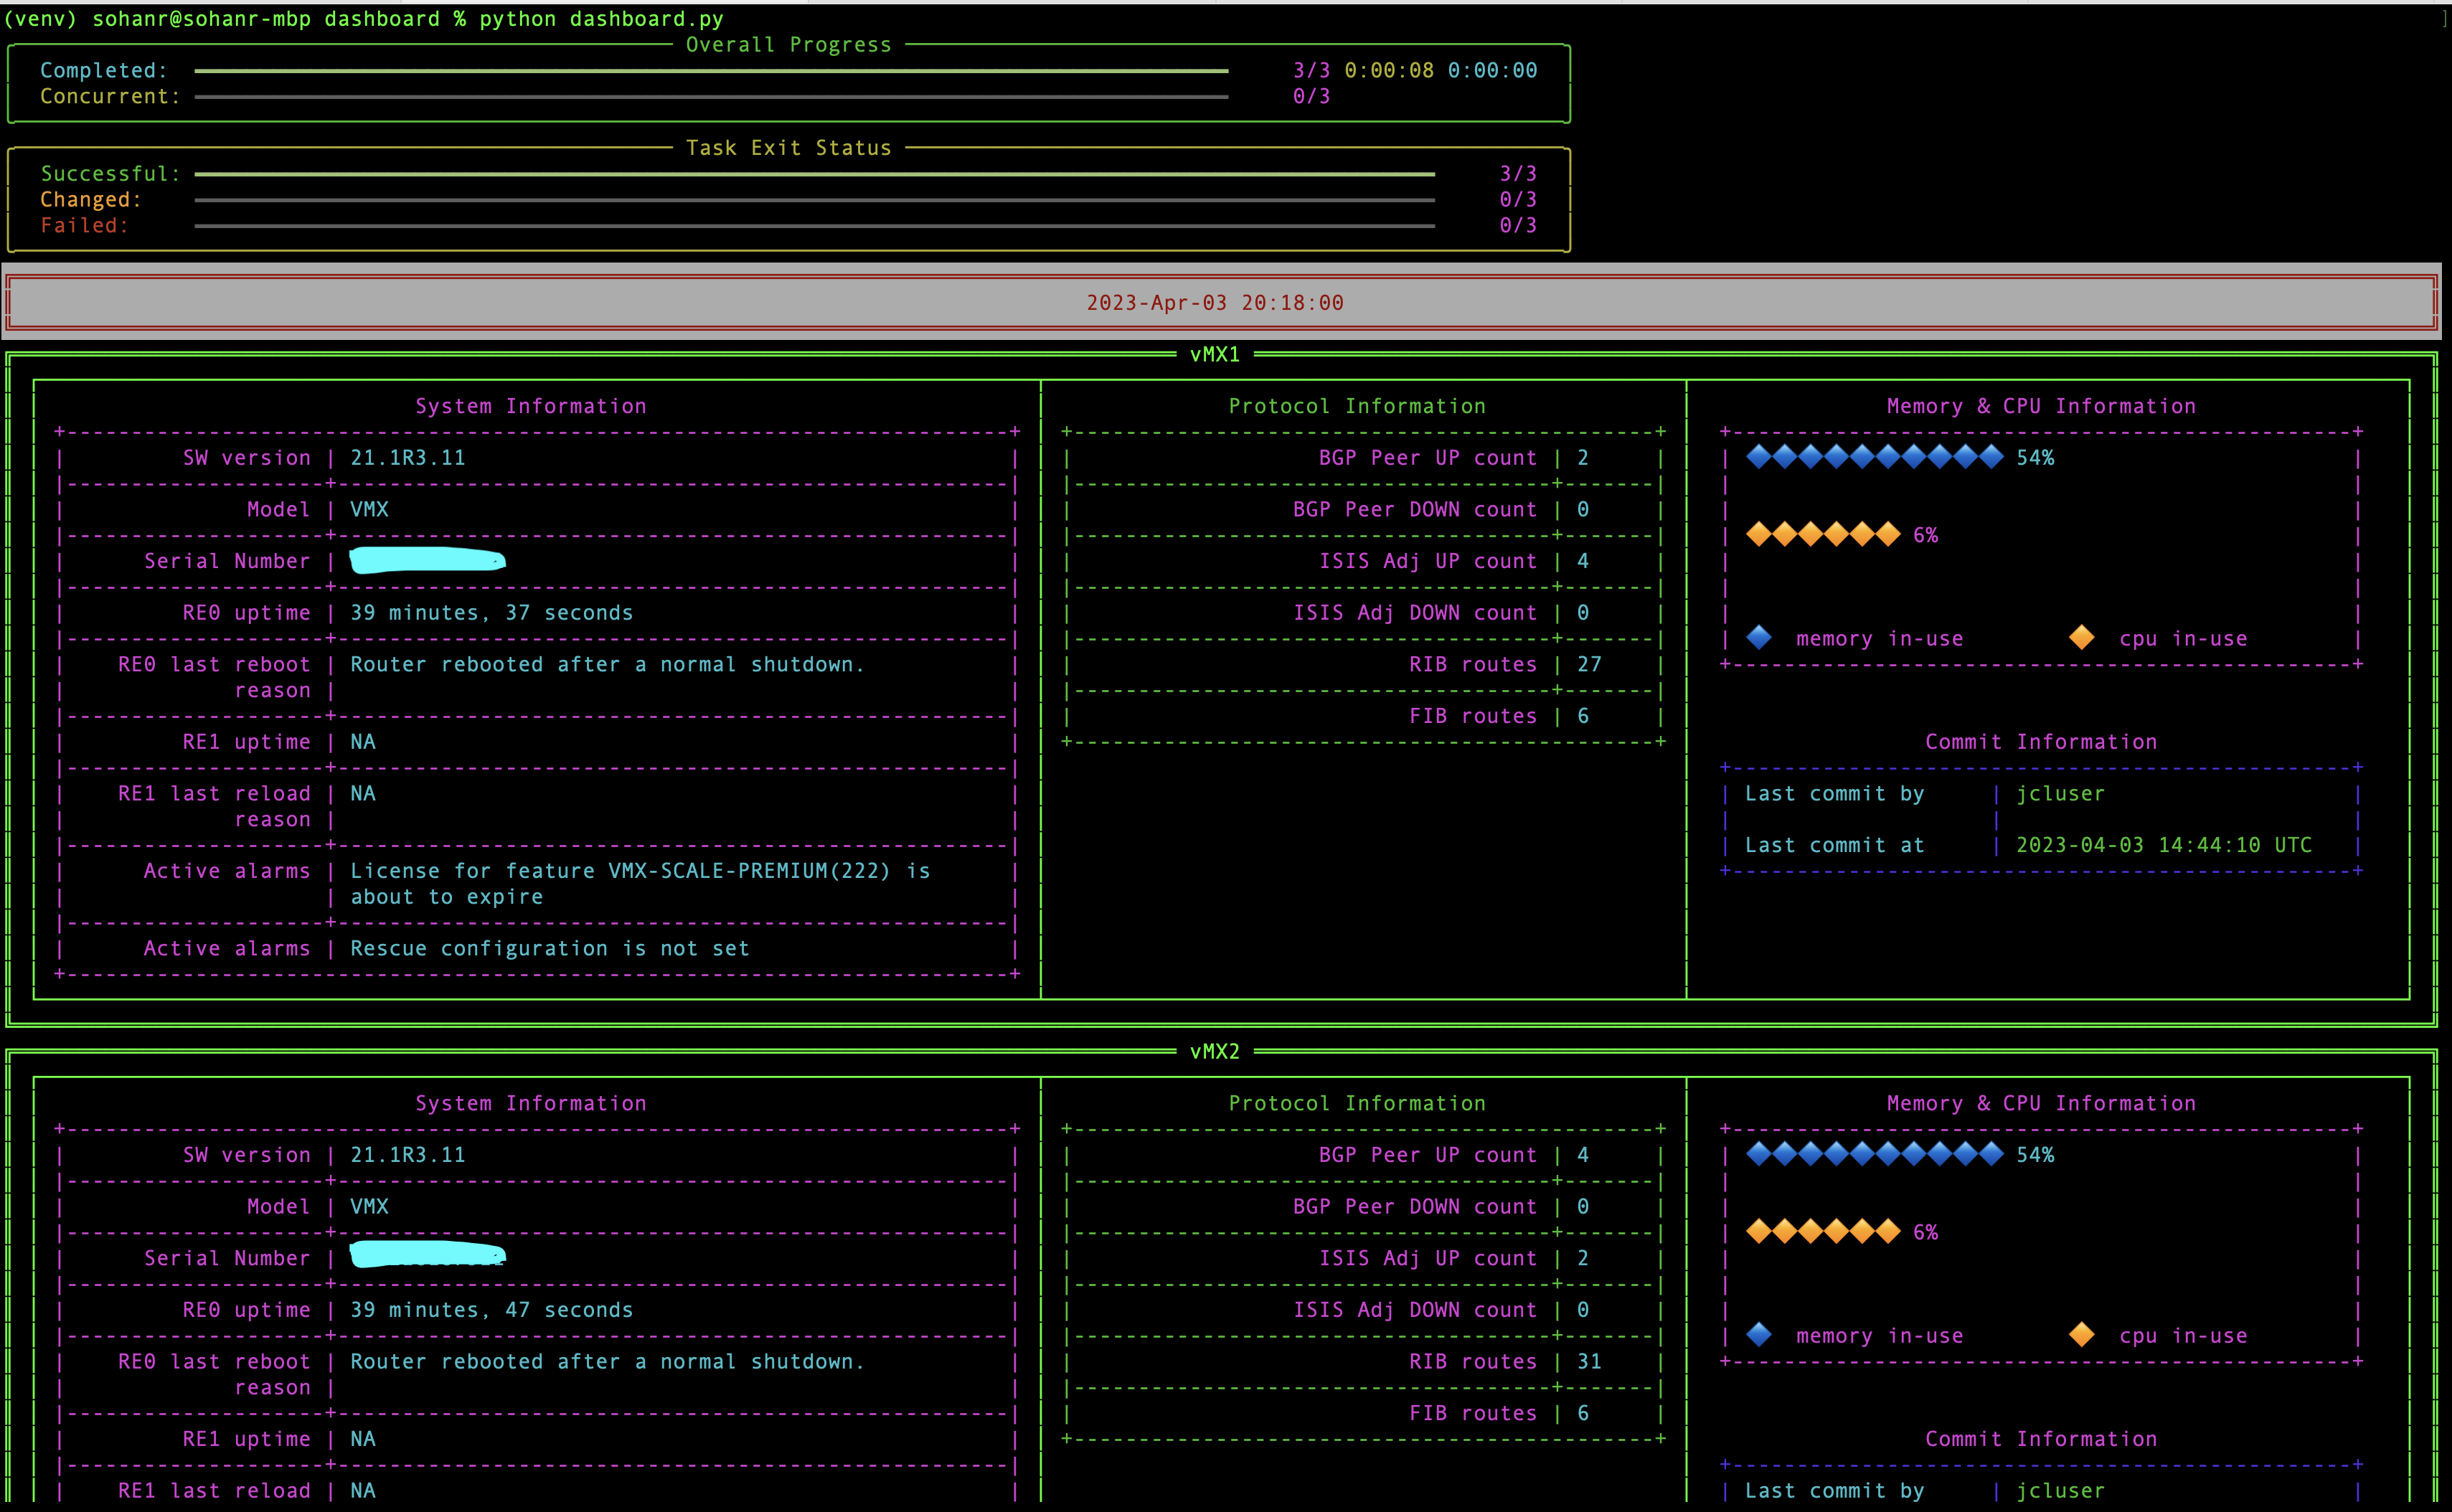 (venv) sohanr@sohanr-mbp dashboard % python dashboard.py
Overall Progress
Completed: 3/3 0:00:08 0:00:00
Concurrent: 0/3
Task Exit Status
Successful: 3/3
Changed: 0/3
Failed: 0/3
2023-Apr-03 20:18:00
vMX1
System Information
SW version | 21.1R3.11
Model | VMX
Serial Number |
RE0 uptime | 39 minutes, 37 seconds
RE0 last reboot | Router rebooted after a normal shutdown.
reason |
RE1 uptime | NA
RE1 last reload | NA
reason |
Active alarms | License for feature VMX-SCALE-PREMIUM(222) is
| about to expire
Active alarms | Rescue configuration is not set
Protocol Information
BGP Peer UP count | 2
BGP Peer DOWN count | 0
ISIS Adj UP count | 4
ISIS Adj DOWN count | 0
RIB routes | 27
FIB routes | 6
Memory & CPU Information
54%
6%
memory in-use cpu in-use
Commit Information
Last commit by | jcluser
Last commit at | 2023-04-03 14:44:10 UTC
vMX2
System Information
SW version | 21.1R3.11
Model | VMX
Serial Number |
RE0 uptime | 39 minutes, 47 seconds
RE0 last reboot | Router rebooted after a normal shutdown.
reason |
RE1 uptime | NA
RE1 last reload | NA
Protocol Information
BGP Peer UP count | 4
BGP Peer DOWN count | 0
ISIS Adj UP count | 2
ISIS Adj DOWN count | 0
RIB routes | 31
FIB routes | 6
Memory & CPU Information
54%
6%
memory in-use cpu in-use
Commit Information
Last commit by | jcluser